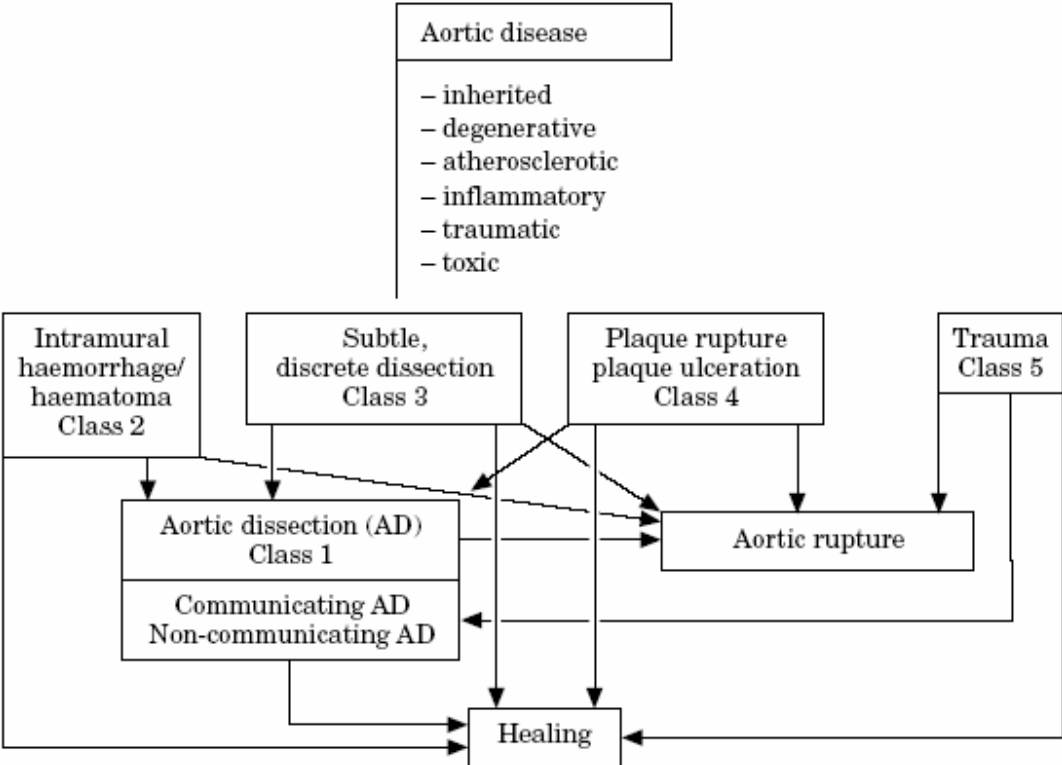 Aortic disease
– inherited
– degenerative
– atherosclerotic
– inflammatory
– traumatic
– toxic
Intramural
haemorrhage/
haematoma
Class 2
Subtle,
discrete dissection
Class 3
Plaque rupture
plaque ulceration
Class 4
Trauma
Class 5
Aortic dissection (AD)
Class 1
Communicating AD
Non-communicating AD
Aortic rupture
Healing